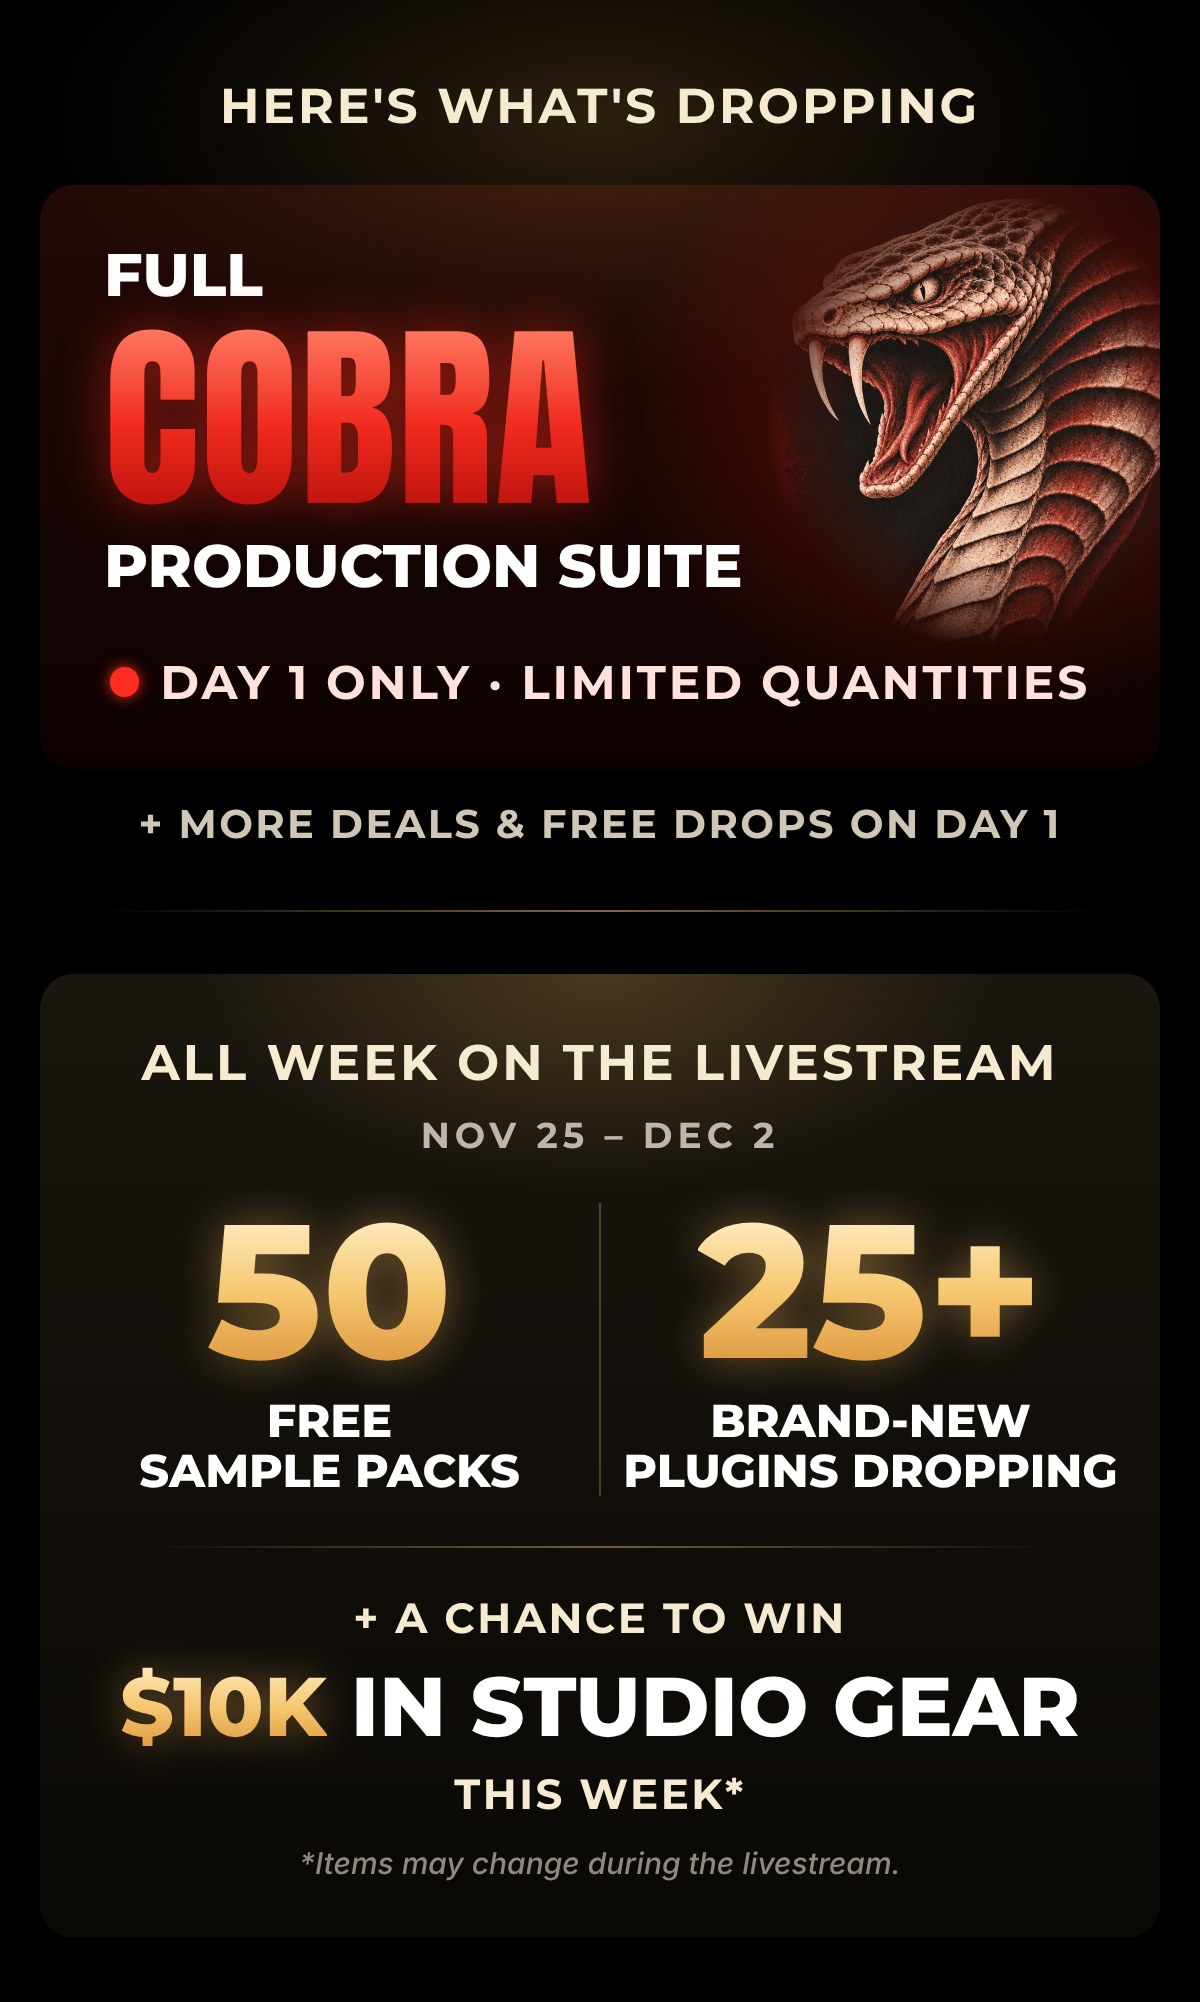 HERE'S WHAT'S DROPPING
FULL
COBRA
PRODUCTION SUITE
DAY 1 ONLY · LIMITED QUANTITIES
+ MORE DEALS & FREE DROPS ON DAY 1
ALL WEEK ON THE LIVESTREAM
NOV 25 – DEC 2
50
FREE
SAMPLE PACKS
25+
BRAND-NEW
PLUGINS DROPPING
+ A CHANCE TO WIN
$10K IN STUDIO GEAR
THIS WEEK*
*Items may change during the livestream.